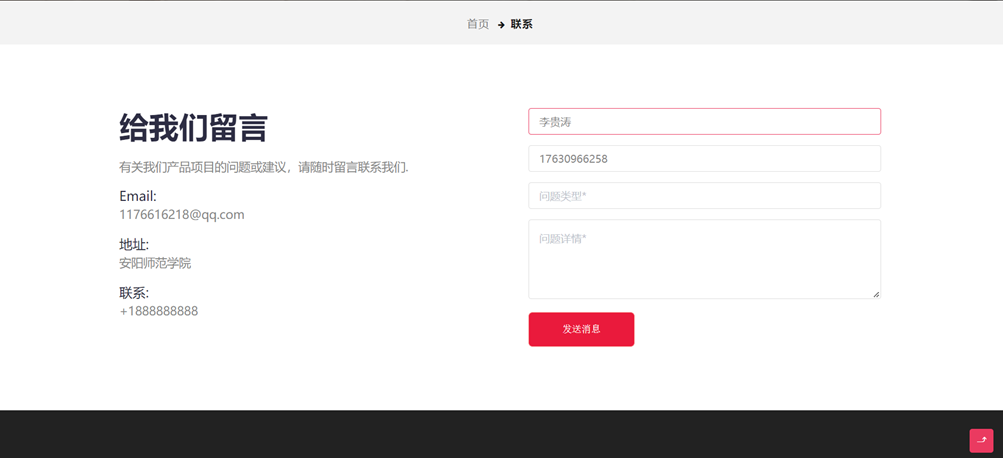 首页 → 联系
给我们留言
有关我们产品项目的问题或建议，请随时留言联系我们.
Email:
1176616218@qq.com
地址:
安阳师范学院
联系:
+1888888888
李贵涛
17630966258
问题类型*
问题详情*
发送消息